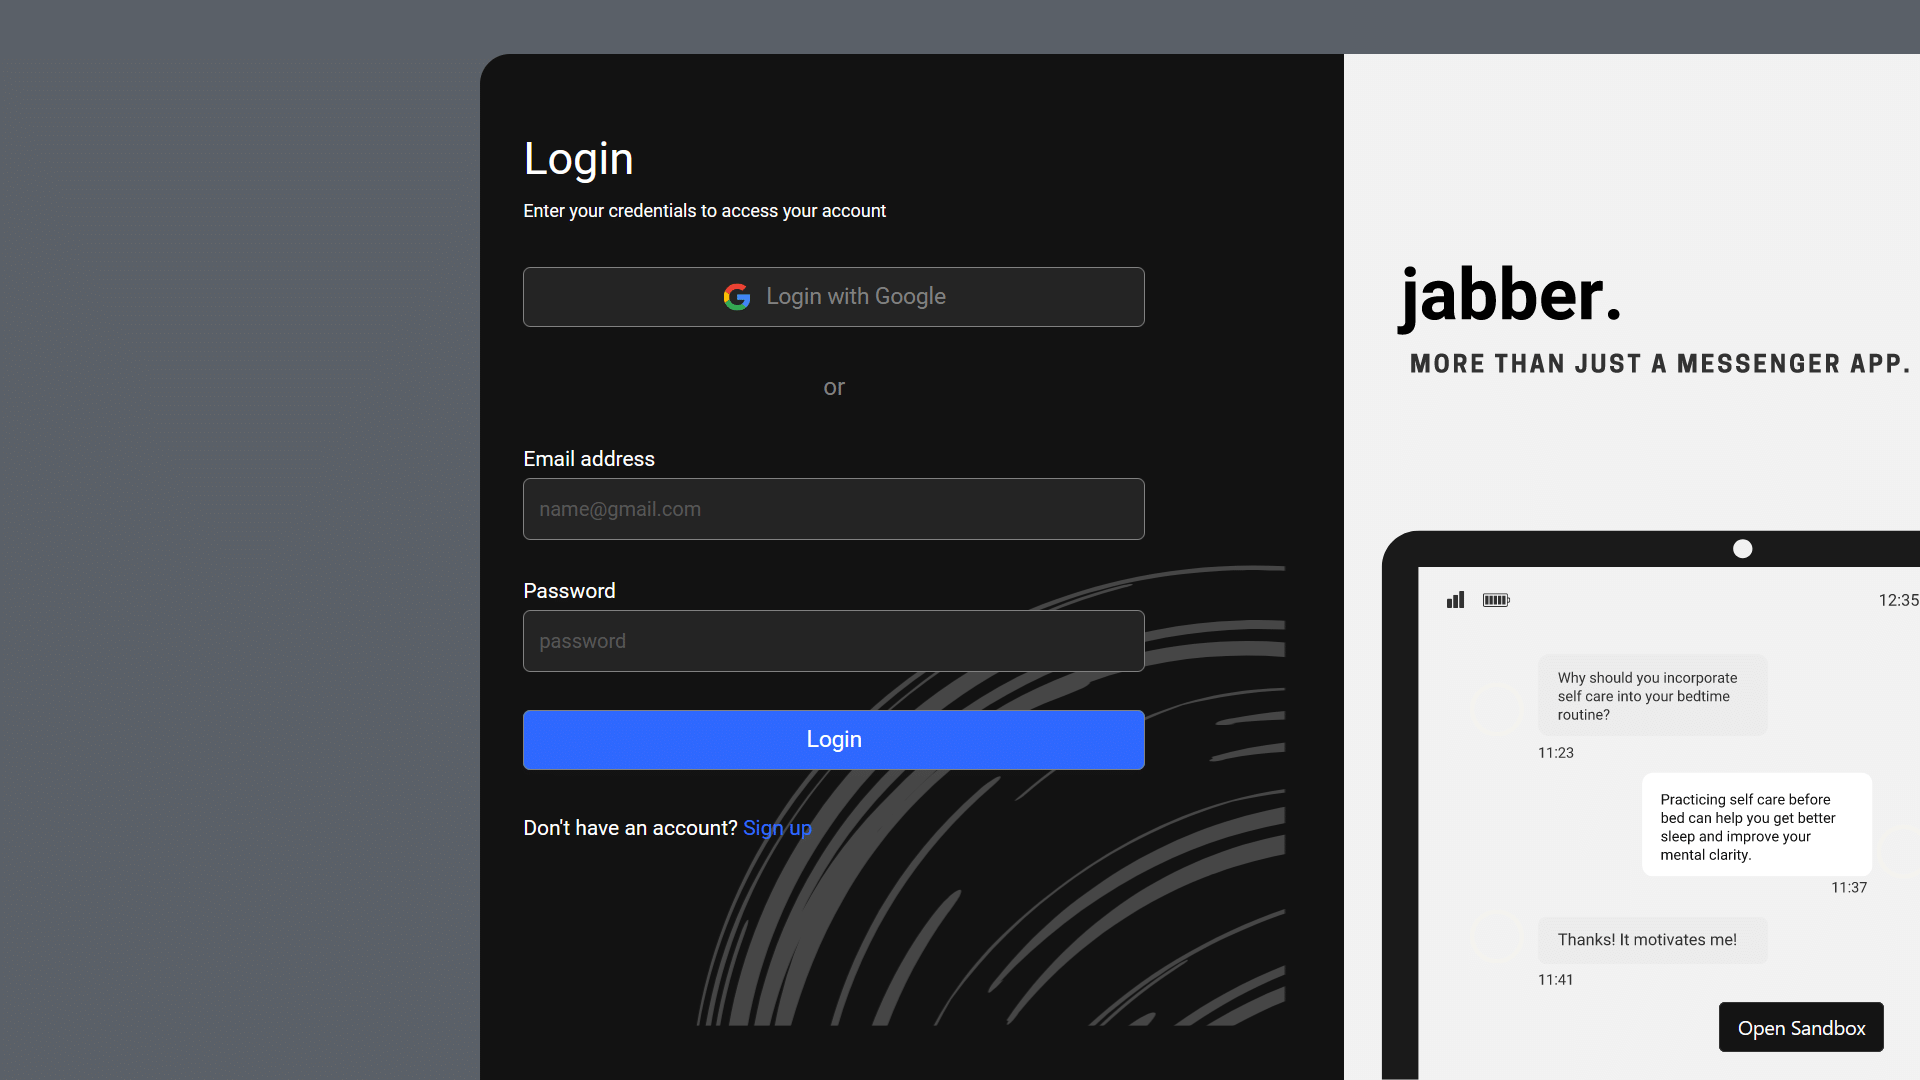 Login
Enter your credentials to access your account
Login with Google
or
Email address
name@gmail.com
Password
password
Login
Don't have an account? Sign up
jabber.
MORE THAN JUST A MESSENGER APP.
12:35
Why should you incorporate
self care into your bedtime
routine?
11:23
Practicing self care before
bed can help you get better
sleep and improve your
mental clarity.
11:37
Thanks! It motivates me!
11:41
Open Sandbox